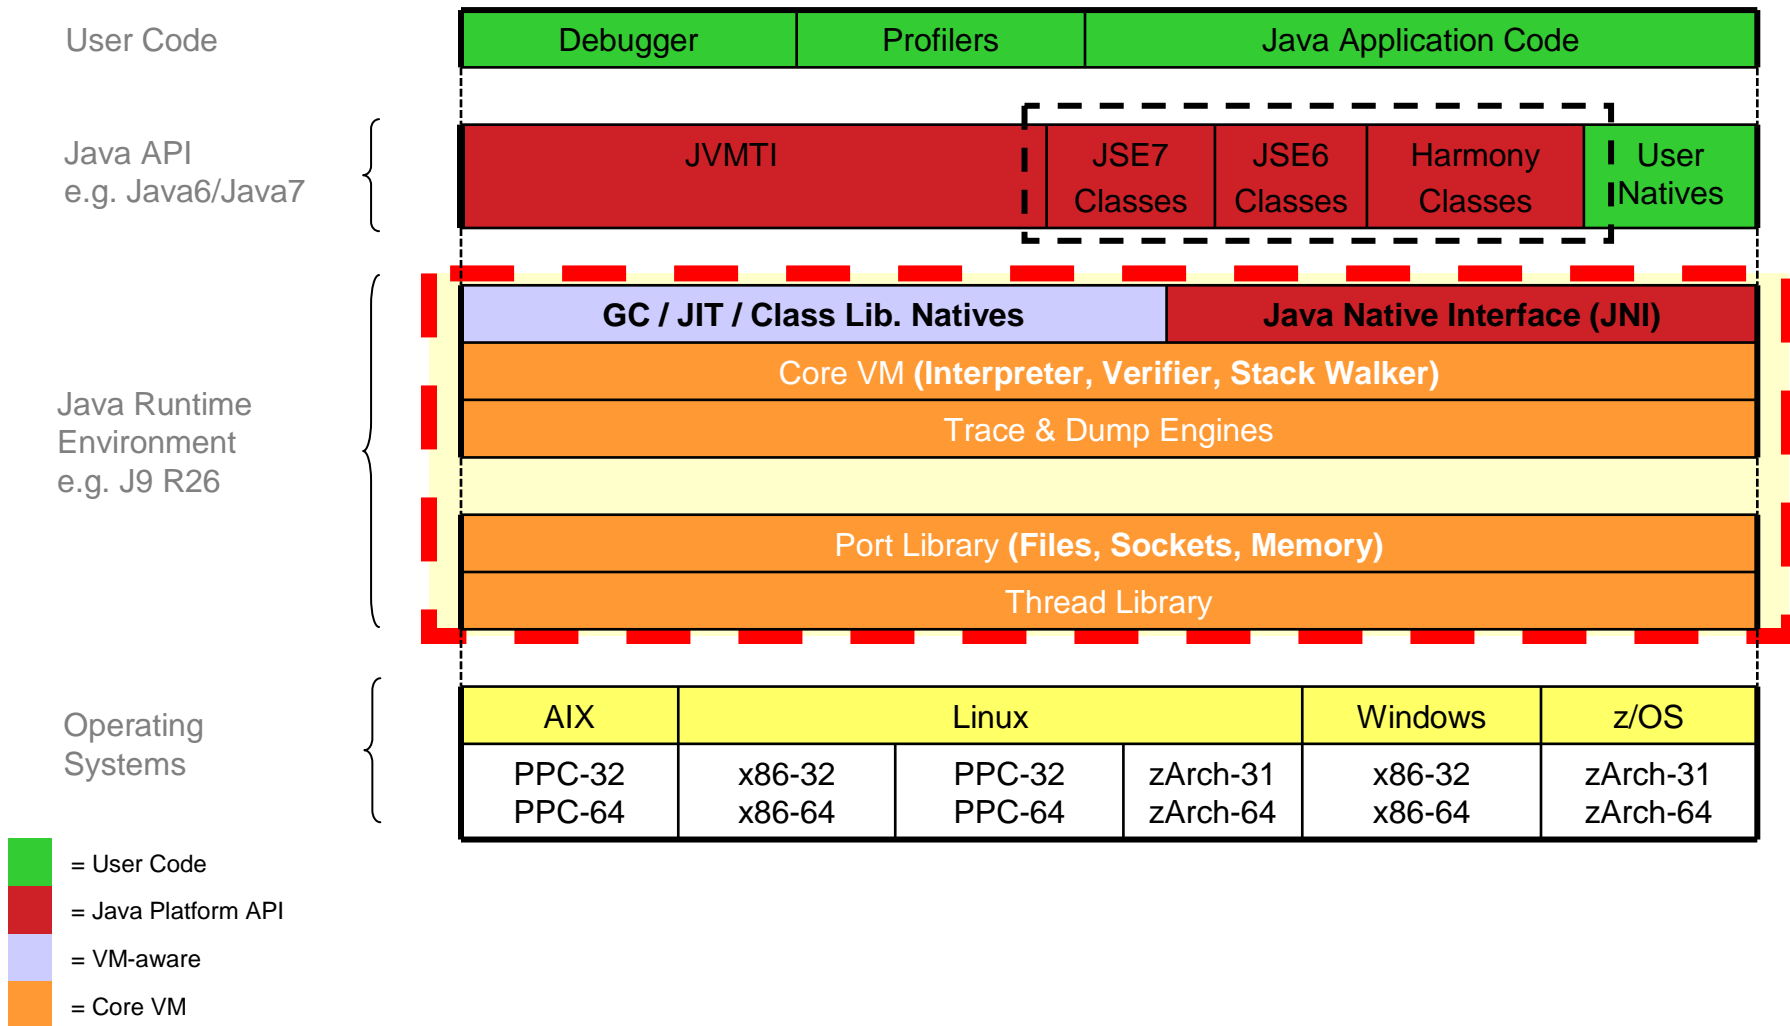 User Code
Debugger
Profilers
Java Application Code
Java API
e.g. Java6/Java7
JVMTI
JSE7
Classes
JSE6
Classes
Harmony
Classes
User
Natives
Java Runtime
Environment
e.g. J9 R26
GC / JIT / Class Lib. Natives
Java Native Interface (JNI)
Core VM (Interpreter, Verifier, Stack Walker)
Trace & Dump Engines
Port Library (Files, Sockets, Memory)
Thread Library
Operating
Systems
AIX
Linux
Windows
z/OS
PPC-32
PPC-64
x86-32
x86-64
PPC-32
PPC-64
zArch-31
zArch-64
x86-32
x86-64
zArch-31
zArch-64
= User Code
= Java Platform API
= VM-aware
= Core VM